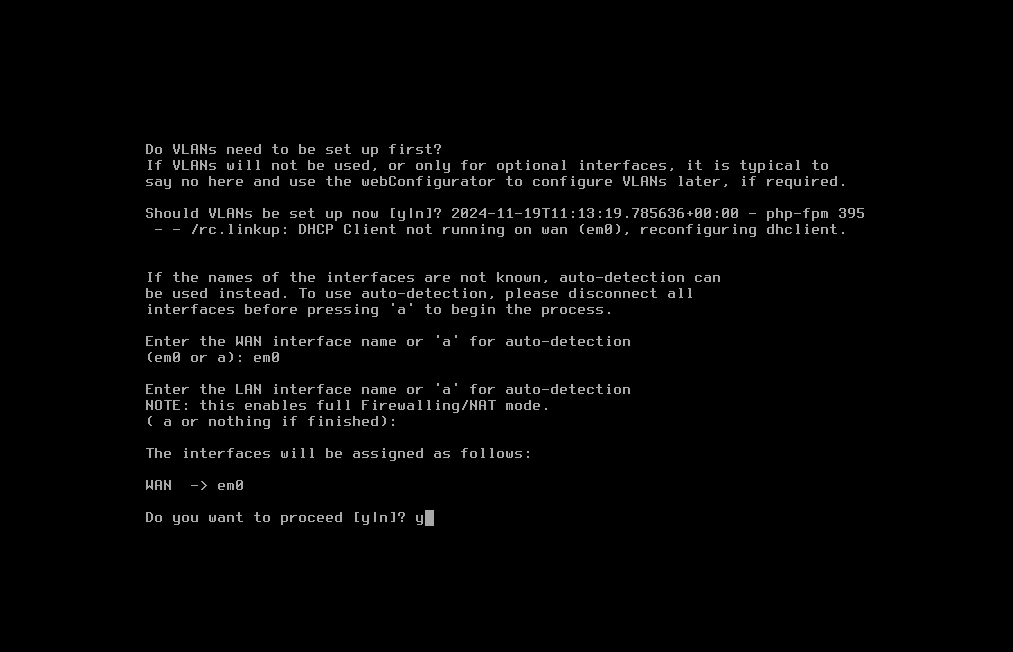 Do VLANs need to be set up first?
If VLANs will not be used, or only for optional interfaces, it is typical to
say no here and use the webConfigurator to configure VLANs later, if required.
Should VLANs be set up now [y|n]? 2024-11-19T11:13:19.785636+00:00 - php-fpm 395
- - /rc.linkup: DHCP Client not running on wan (em0), reconfiguring dhclient.
If the names of the interfaces are not known, auto-detection can
be used instead. To use auto-detection, please disconnect all
interfaces before pressing 'a' to begin the process.
Enter the WAN interface name or 'a' for auto-detection
(em0 or a): em0
Enter the LAN interface name or 'a' for auto-detection
NOTE: this enables full Firewalling/NAT mode.
( a or nothing if finished):
The interfaces will be assigned as follows:
WAN  -> em0
Do you want to proceed [y|n]? y